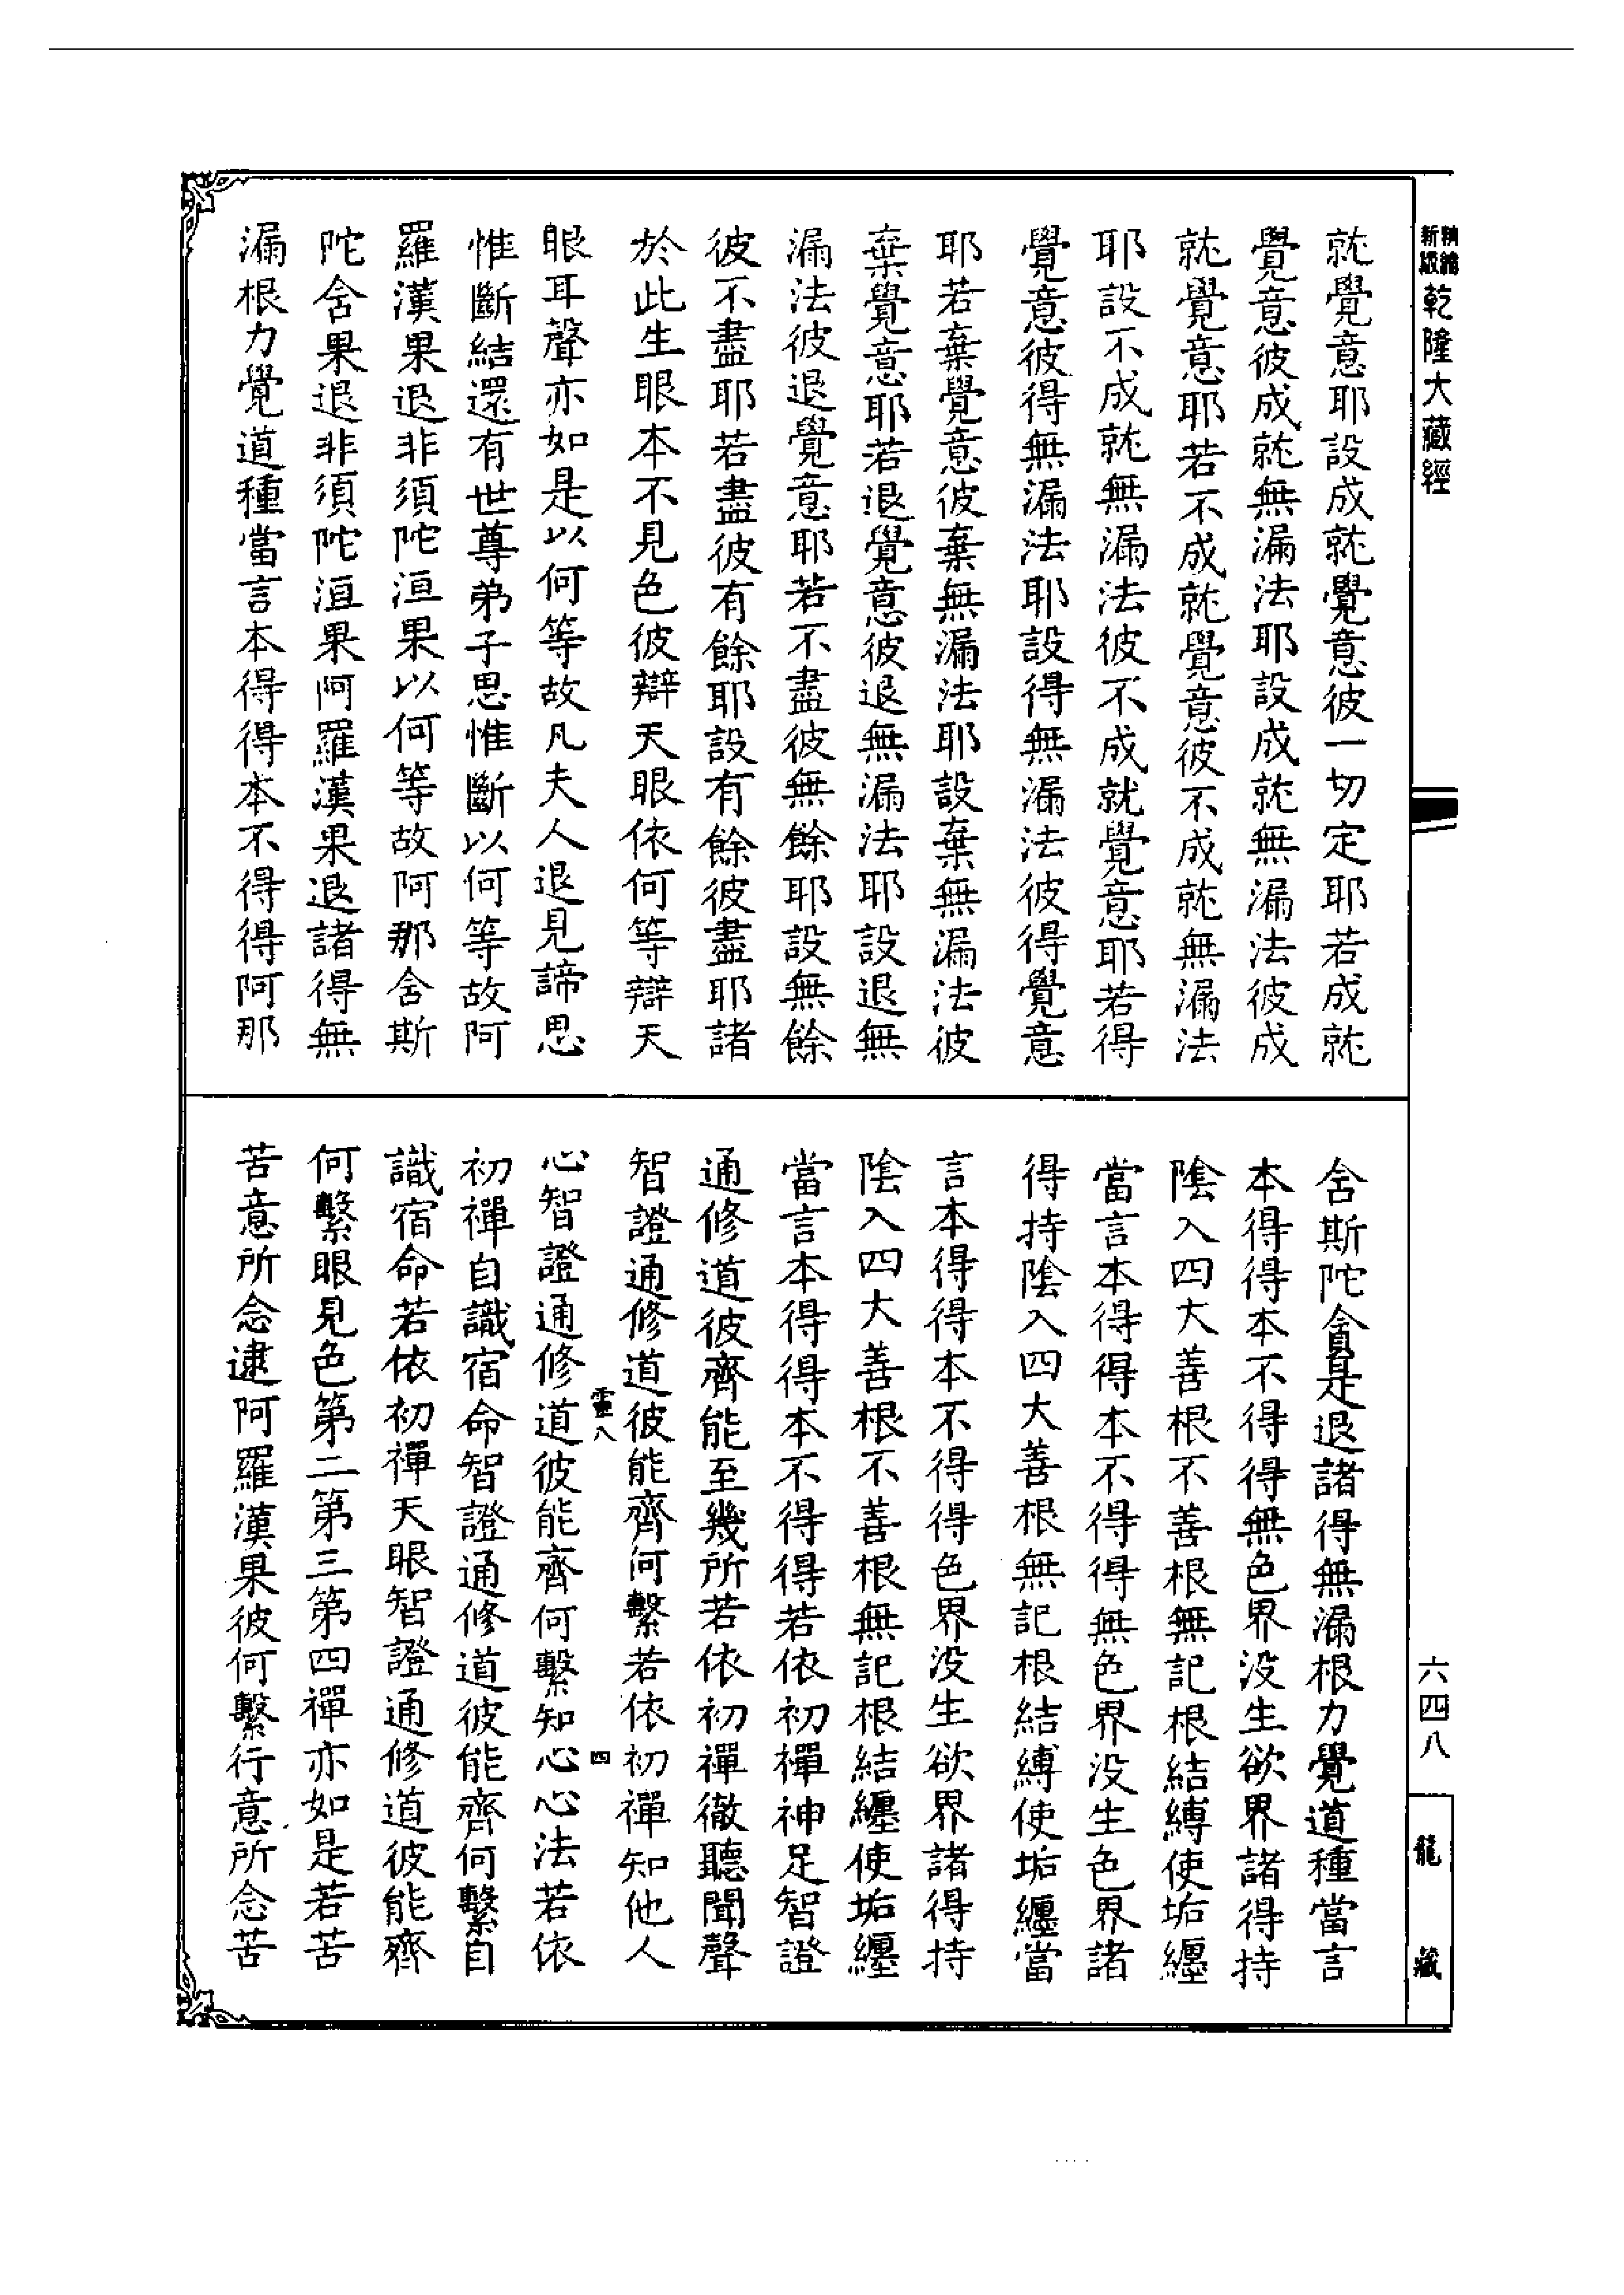 精繕
新版
乾隆大藏經
六四八
龍藏
就覺意耶設成就覺意彼一切定耶若成就
覺意彼成就無漏法耶設成就無漏法彼成
就覺意耶若不成就覺意彼不成就無漏法
耶設不成就無漏法彼不成就覺意耶若得
覺意彼得無漏法耶設得無漏法彼得覺意
耶若棄覺意彼棄無漏法耶設棄無漏法彼
棄覺意耶若退覺意彼退無漏法耶設退無
漏法彼退覺意耶若不盡彼無餘耶設無餘
彼不盡耶若盡彼有餘耶設有餘彼盡耶諸
於此生眼本不見色彼辯天眼依何等辯天
眼耳聲亦如是以何等故凡夫人退見諦思
惟斷結還有世尊弟子思惟斷以何等故阿
羅漢果退非須陀洹果以何等故阿那舍斯
陀舍果退非須陀洹果阿羅漢果退諸得無
漏根力覺道種當言本得得本不得得阿那
舍斯陀舍是退諸得無漏根力覺道種當言
本得得本不得得無色界没生欲界諸得持
陰入四大善根不善根無記根結縛使垢纏
當言本得得本不得得無色界没生色界諸
得持陰入四大善根無記根結縛使垢纏當
言本得得本不得得色界没生欲界諸得持
陰入四大善根不善根無記根結纏使垢纏
當言本得得本不得得若依初禪神足智證
通修道彼齊能至幾所若依初禪徹聽聞聲
智證通修道彼能齊何繫若依初禪知他人
靈八 四
心智證通修道彼能齊何繫知心心法若依
初禪自識宿命智證通修道彼能齊何繫自
識宿命若依初禪天眼智證通修道彼能齊
何繫眼見色第二第三第四禪亦如是若苦
苦意所念逮阿羅漢果彼何繫行意所念苦